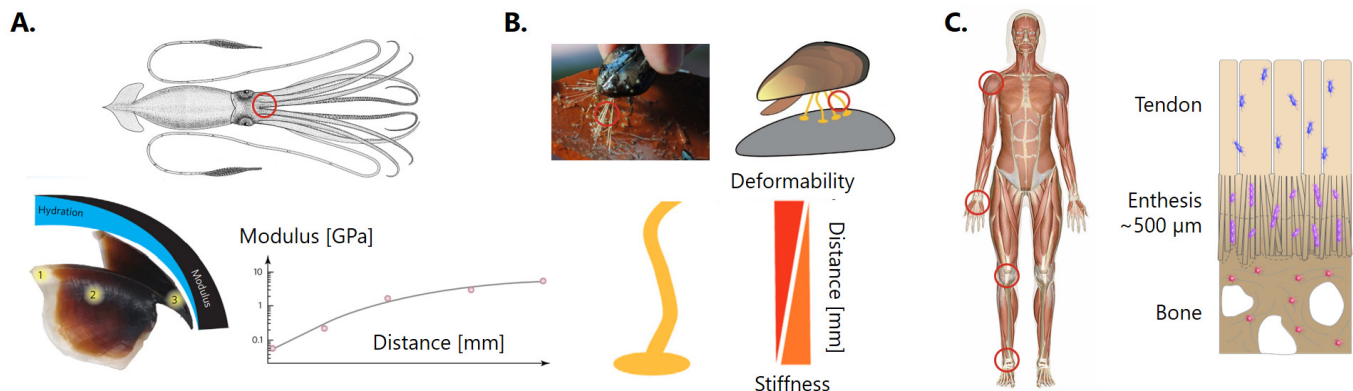 A.
Hydration
Modulus
1
2
3
Modulus [GPa]
10
1
0.1
Distance [mm]
B.
Deformability
Distance [mm]
Stiffness
C.
Tendon
Enthesis
~500 µm
Bone